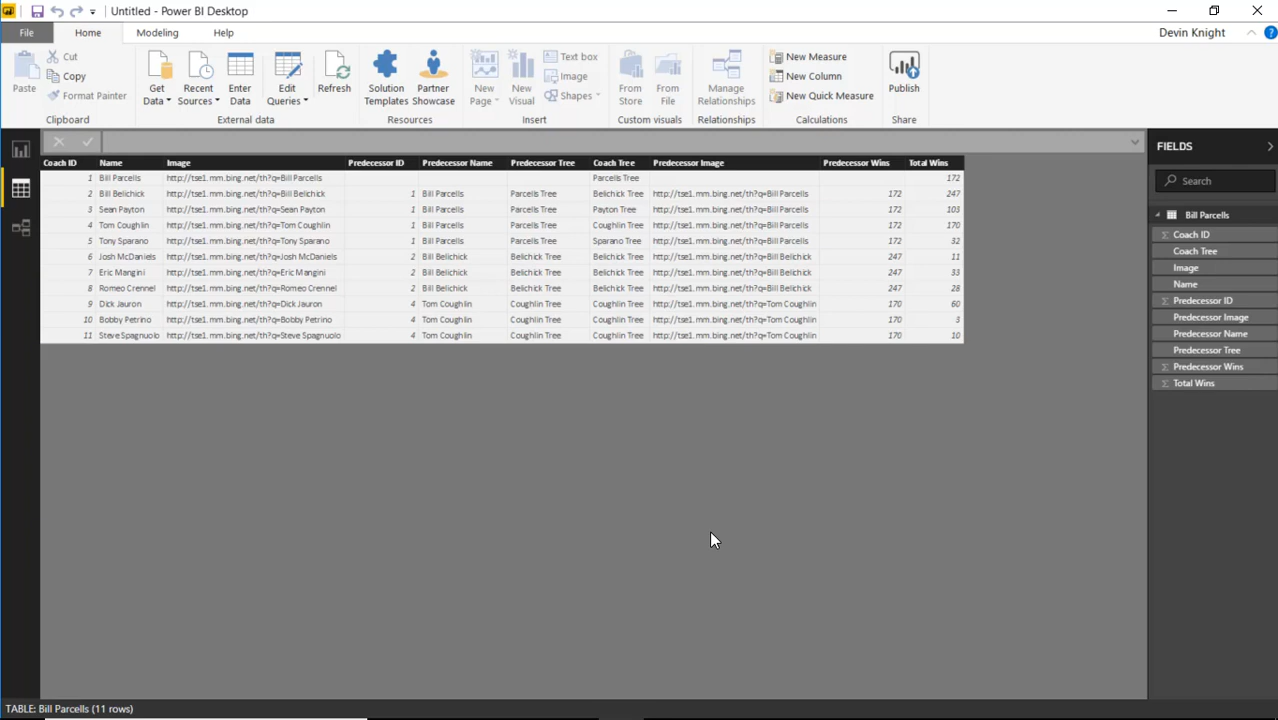 Untitled - Power BI Desktop
File Home Modeling Help Devin Knight
Paste Cut Copy Format Painter
Get Data Recent Sources Enter Data Edit Queries Refresh
Solution Templates Partner Showcase
New Page New Visual Text box Image Shapes
From Store From File
Manage Relationships
New Measure New Column New Quick Measure
Publish
Clipboard External data Resources Insert Custom visuals Relationships Calculations Share
Coach ID Name Image Predecessor ID Predecessor Name Predecessor Tree Coach Tree Predecessor Image Predecessor Wins Total Wins
1 Bill Parcells http://tse1.mm.bing.net/th?q=Bill Parcells Parcells Tree 172
2 Bill Belichick http://tse1.mm.bing.net/th?q=Bill Belichick 1 Bill Parcells Parcells Tree Belichick Tree http://tse1.mm.bing.net/th?q=Bill Parcells 172 247
3 Sean Payton http://tse1.mm.bing.net/th?q=Sean Payton 1 Bill Parcells Parcells Tree Payton Tree http://tse1.mm.bing.net/th?q=Bill Parcells 172 103
4 Tom Coughlin http://tse1.mm.bing.net/th?q=Tom Coughlin 1 Bill Parcells Parcells Tree Coughlin Tree http://tse1.mm.bing.net/th?q=Bill Parcells 172 170
5 Tony Sparano http://tse1.mm.bing.net/th?q=Tony Sparano 1 Bill Parcells Parcells Tree Sparano Tree http://tse1.mm.bing.net/th?q=Bill Parcells 172 32
6 Josh McDaniels http://tse1.mm.bing.net/th?q=Josh McDaniels 2 Bill Belichick Belichick Tree Belichick Tree http://tse1.mm.bing.net/th?q=Bill Belichick 247 11
7 Eric Mangini http://tse1.mm.bing.net/th?q=Eric Mangini 2 Bill Belichick Belichick Tree Belichick Tree http://tse1.mm.bing.net/th?q=Bill Belichick 247 33
8 Romeo Crennel http://tse1.mm.bing.net/th?q=Romeo Crennel 2 Bill Belichick Belichick Tree Belichick Tree http://tse1.mm.bing.net/th?q=Bill Belichick 247 28
9 Dick Jauron http://tse1.mm.bing.net/th?q=Dick Jauron 4 Tom Coughlin Coughlin Tree Coughlin Tree http://tse1.mm.bing.net/th?q=Tom Coughlin 170 60
10 Bobby Petrino http://tse1.mm.bing.net/th?q=Bobby Petrino 4 Tom Coughlin Coughlin Tree Coughlin Tree http://tse1.mm.bing.net/th?q=Tom Coughlin 170 3
11 Steve Spagnuolo http://tse1.mm.bing.net/th?q=Steve Spagnuolo 4 Tom Coughlin Coughlin Tree Coughlin Tree http://tse1.mm.bing.net/th?q=Tom Coughlin 170 10
FIELDS
Search
Bill Parcells
Σ Coach ID
Coach Tree
Image
Name
Σ Predecessor ID
Predecessor Image
Predecessor Name
Predecessor Tree
Σ Predecessor Wins
Σ Total Wins
TABLE: Bill Parcells (11 rows)